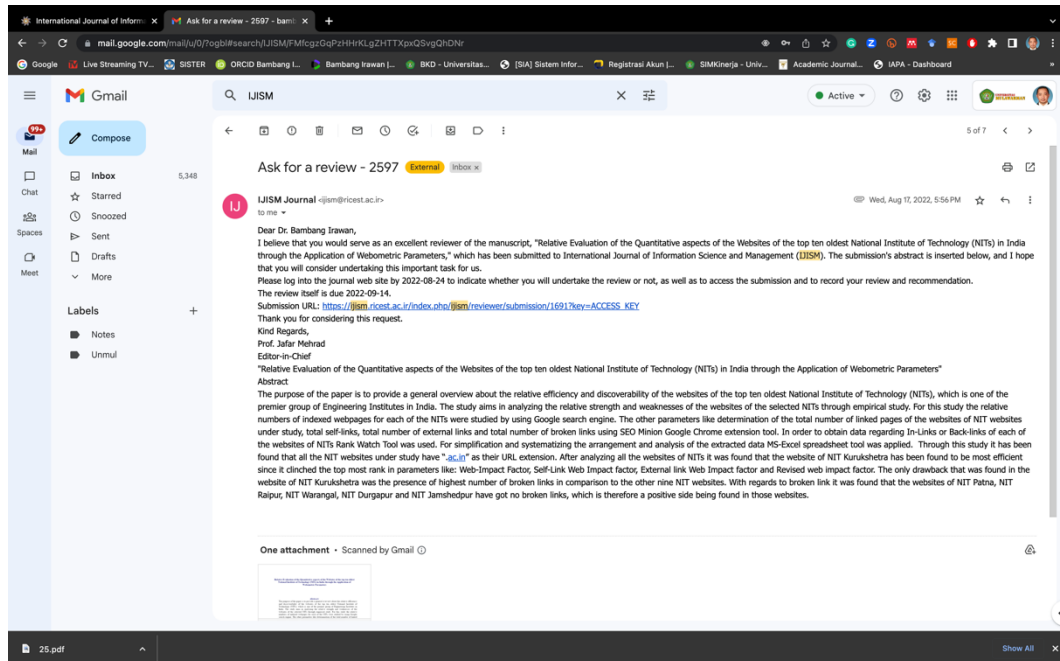 International Journal of Inform
Ask for a review - 2597 - bamb
mail.google.com/mail/u/0/?ogbl#search/IJISM/FMfcgzGqPzHHrKLgZHTTXpxQSvgQhDNr
Google
Live Streaming TV...
SISTER
ORCID Bambang I...
Bambang Irawan |...
BKD - Universitas...
[SIA] Sistem Infor...
Registrasi Akun |...
SIMKinerja - Univ...
Academic Journal...
IAPA - Dashboard
Gmail
IJISM
Active
99+
Mail
Chat
Spaces
Meet
Compose
Inbox 5,348
Starred
Snoozed
Sent
Drafts
More
Labels
Notes
Unmul
5 of 7
Ask for a review - 2597 External Inbox x
IJ
IJISM Journal <ijism@ricest.ac.ir> Wed, Aug 17, 2022, 5:56 PM
to me
Dear Dr. Bambang Irawan,
I believe that you would serve as an excellent reviewer of the manuscript, "Relative Evaluation of the Quantitative aspects of the Websites of the top ten oldest National Institute of Technology (NITs) in India
through the Application of Webometric Parameters," which has been submitted to International Journal of Information Science and Management (IJISM). The submission's abstract is inserted below, and I hope
that you will consider undertaking this important task for us.
Please log into the journal web site by 2022-08-24 to indicate whether you will undertake the review or not, as well as to access the submission and to record your review and recommendation.
The review itself is due 2022-09-14.
Submission URL: https://ijism.ricest.ac.ir/index.php/ijism/reviewer/submission/1691?key=ACCESS_KEY
Thank you for considering this request.
Kind Regards,
Prof. Jafar Mehrad
Editor-in-Chief
"Relative Evaluation of the Quantitative aspects of the Websites of the top ten oldest National Institute of Technology (NITs) in India through the Application of Webometric Parameters"
Abstract
The purpose of the paper is to provide a general overview about the relative efficiency and discoverability of the websites of the top ten oldest National Institute of Technology (NITs), which is one of the
premier group of Engineering Institutes in India. The study aims in analyzing the relative strength and weaknesses of the websites of the selected NITs through empirical study. For this study the relative
numbers of indexed webpages for each of the NITs were studied by using Google search engine. The other parameters like determination of the total number of linked pages of the websites of NIT websites
under study, total self-links, total number of external links and total number of broken links using SEO Minion Google Chrome extension tool. In order to obtain data regarding In-Links or Back-links of each of
the websites of NITs Rank Watch Tool was used. For simplification and systematizing the arrangement and analysis of the extracted data MS-Excel spreadsheet tool was applied. Through this study it has been
found that all the NIT websites under study have ".ac.in" as their URL extension. After analyzing all the websites of NITs it was found that the website of NIT Kurukshetra has been found to be most efficient
since it clinched the top most rank in parameters like: Web-Impact Factor, Self-Link Web Impact factor, External link Web Impact factor and Revised web impact factor. The only drawback that was found in the
website of NIT Kurukshetra was the presence of highest number of broken links in comparison to the other nine NIT websites. With regards to broken link it was found that the websites of NIT Patna, NIT
Raipur, NIT Warangal, NIT Durgapur and NIT Jamshedpur have got no broken links, which is therefore a positive side being found in those websites.
One attachment • Scanned by Gmail
25.pdf
Show All